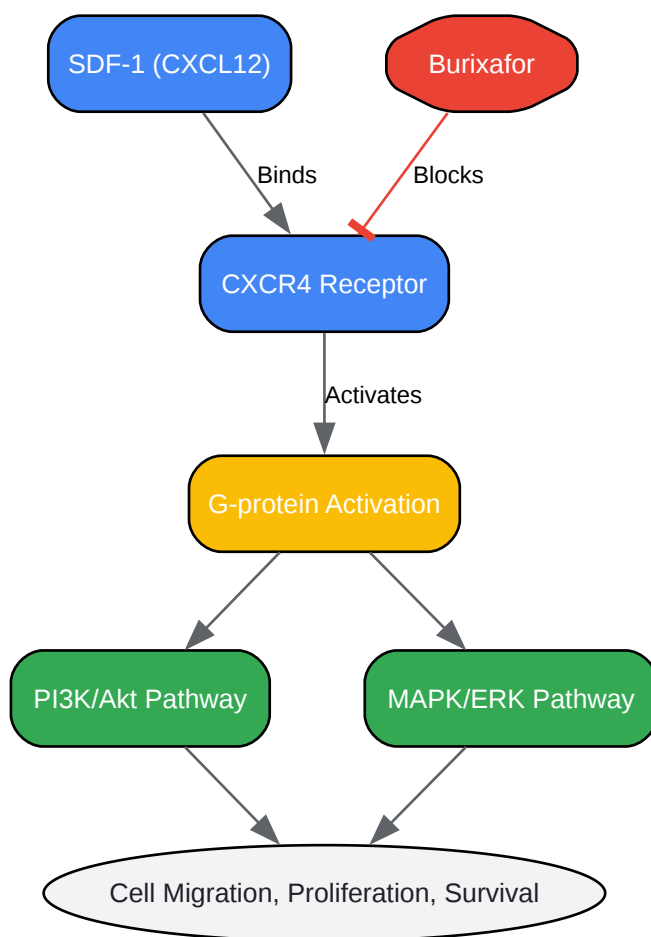 SDF-1 (CXCL12)
Burixafor
Binds
Blocks
CXCR4 Receptor
Activates
G-protein Activation
PI3K/Akt Pathway
MAPK/ERK Pathway
Cell Migration, Proliferation, Survival